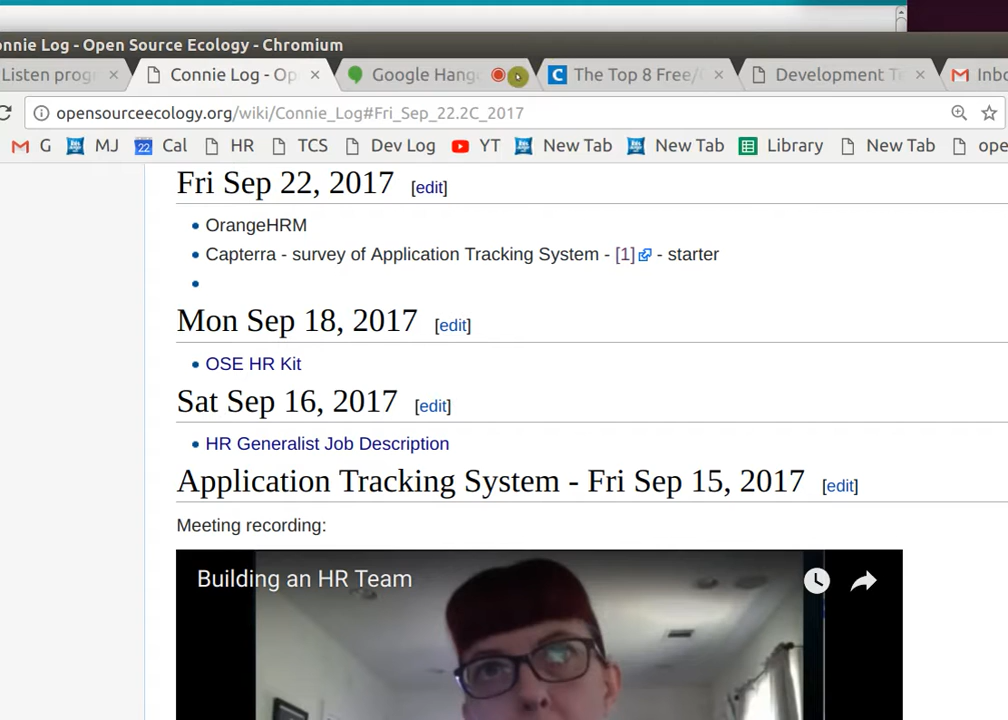 onnie Log - Open Source Ecology - Chromium
Listen prog
Connie Log - Op
Google Hang
The Top 8 Free/
Development T
Inbo
opensourceecology.org/wiki/Connie_Log#Fri_Sep_22.2C_2017
G MJ 22 Cal HR TCS Dev Log YT New Tab New Tab Library New Tab ope
Fri Sep 22, 2017 [edit]
OrangeHRM
Capterra - survey of Application Tracking System - [1] - starter
Mon Sep 18, 2017 [edit]
OSE HR Kit
Sat Sep 16, 2017 [edit]
HR Generalist Job Description
Application Tracking System - Fri Sep 15, 2017 [edit]
Meeting recording:
Building an HR Team